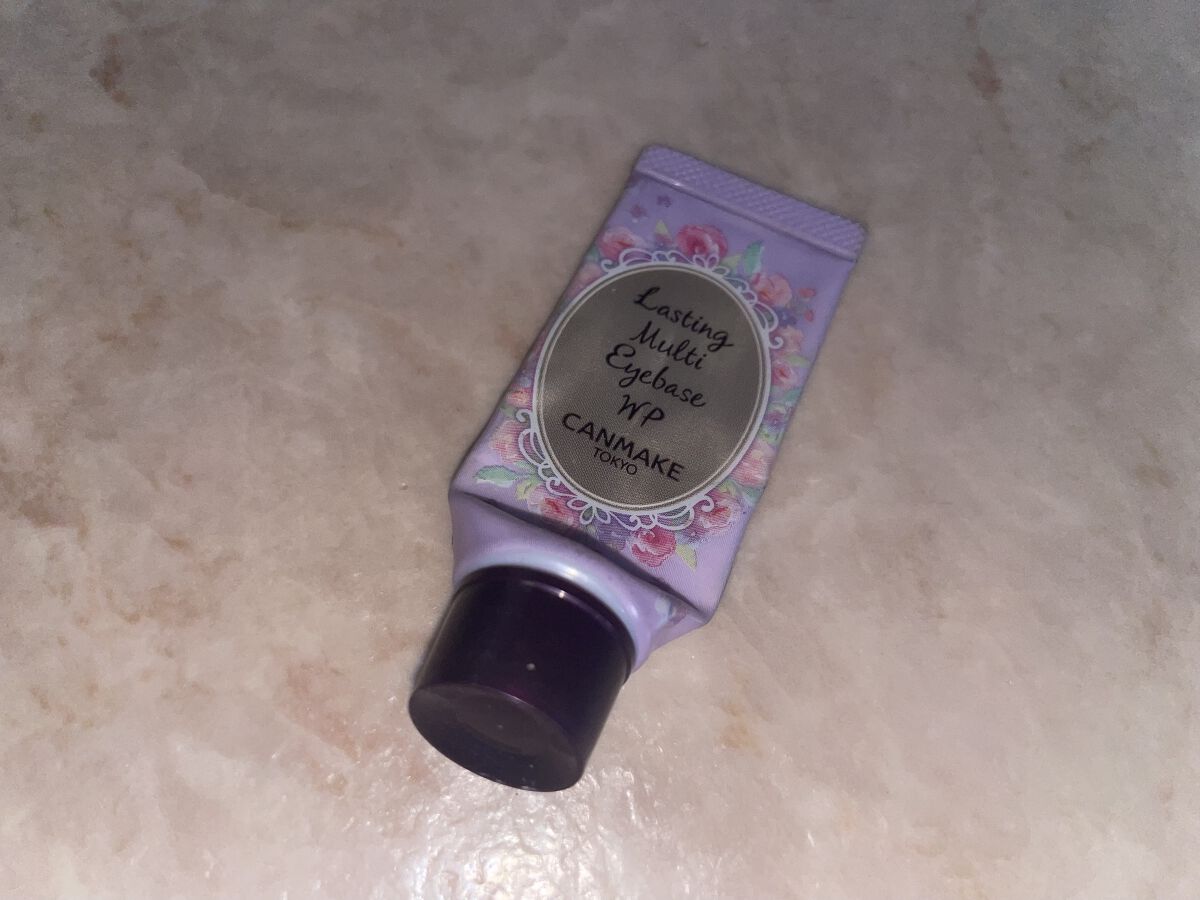 Lasting
Multi
Eyebase
WP
CANMAKE
TOKYO